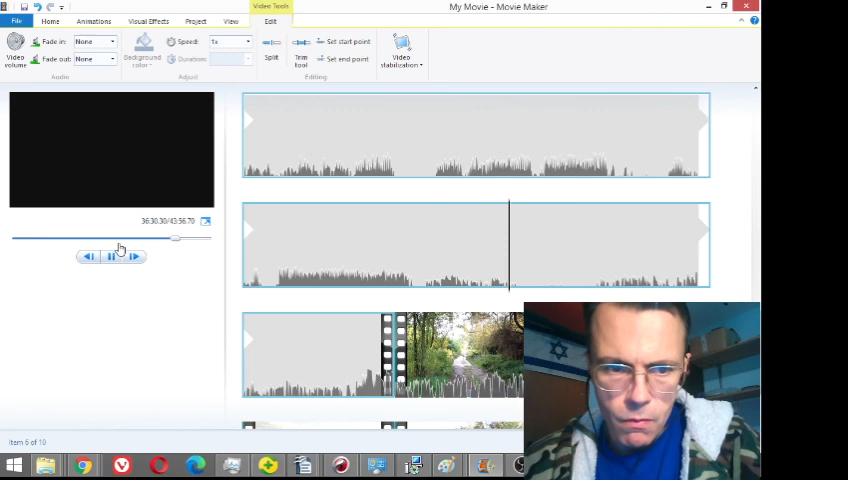 Video Tools
My Movie - Movie Maker
File Home Animations Visual Effects Project View Edit
Fade in: None Speed: 1x Set start point
Fade out: None Duration: Set end point
Video volume
Background color
Split
Trim tool
Video stabilization
Audio Adjust Editing
36:30.30/43:56.70
Item 6 of 10